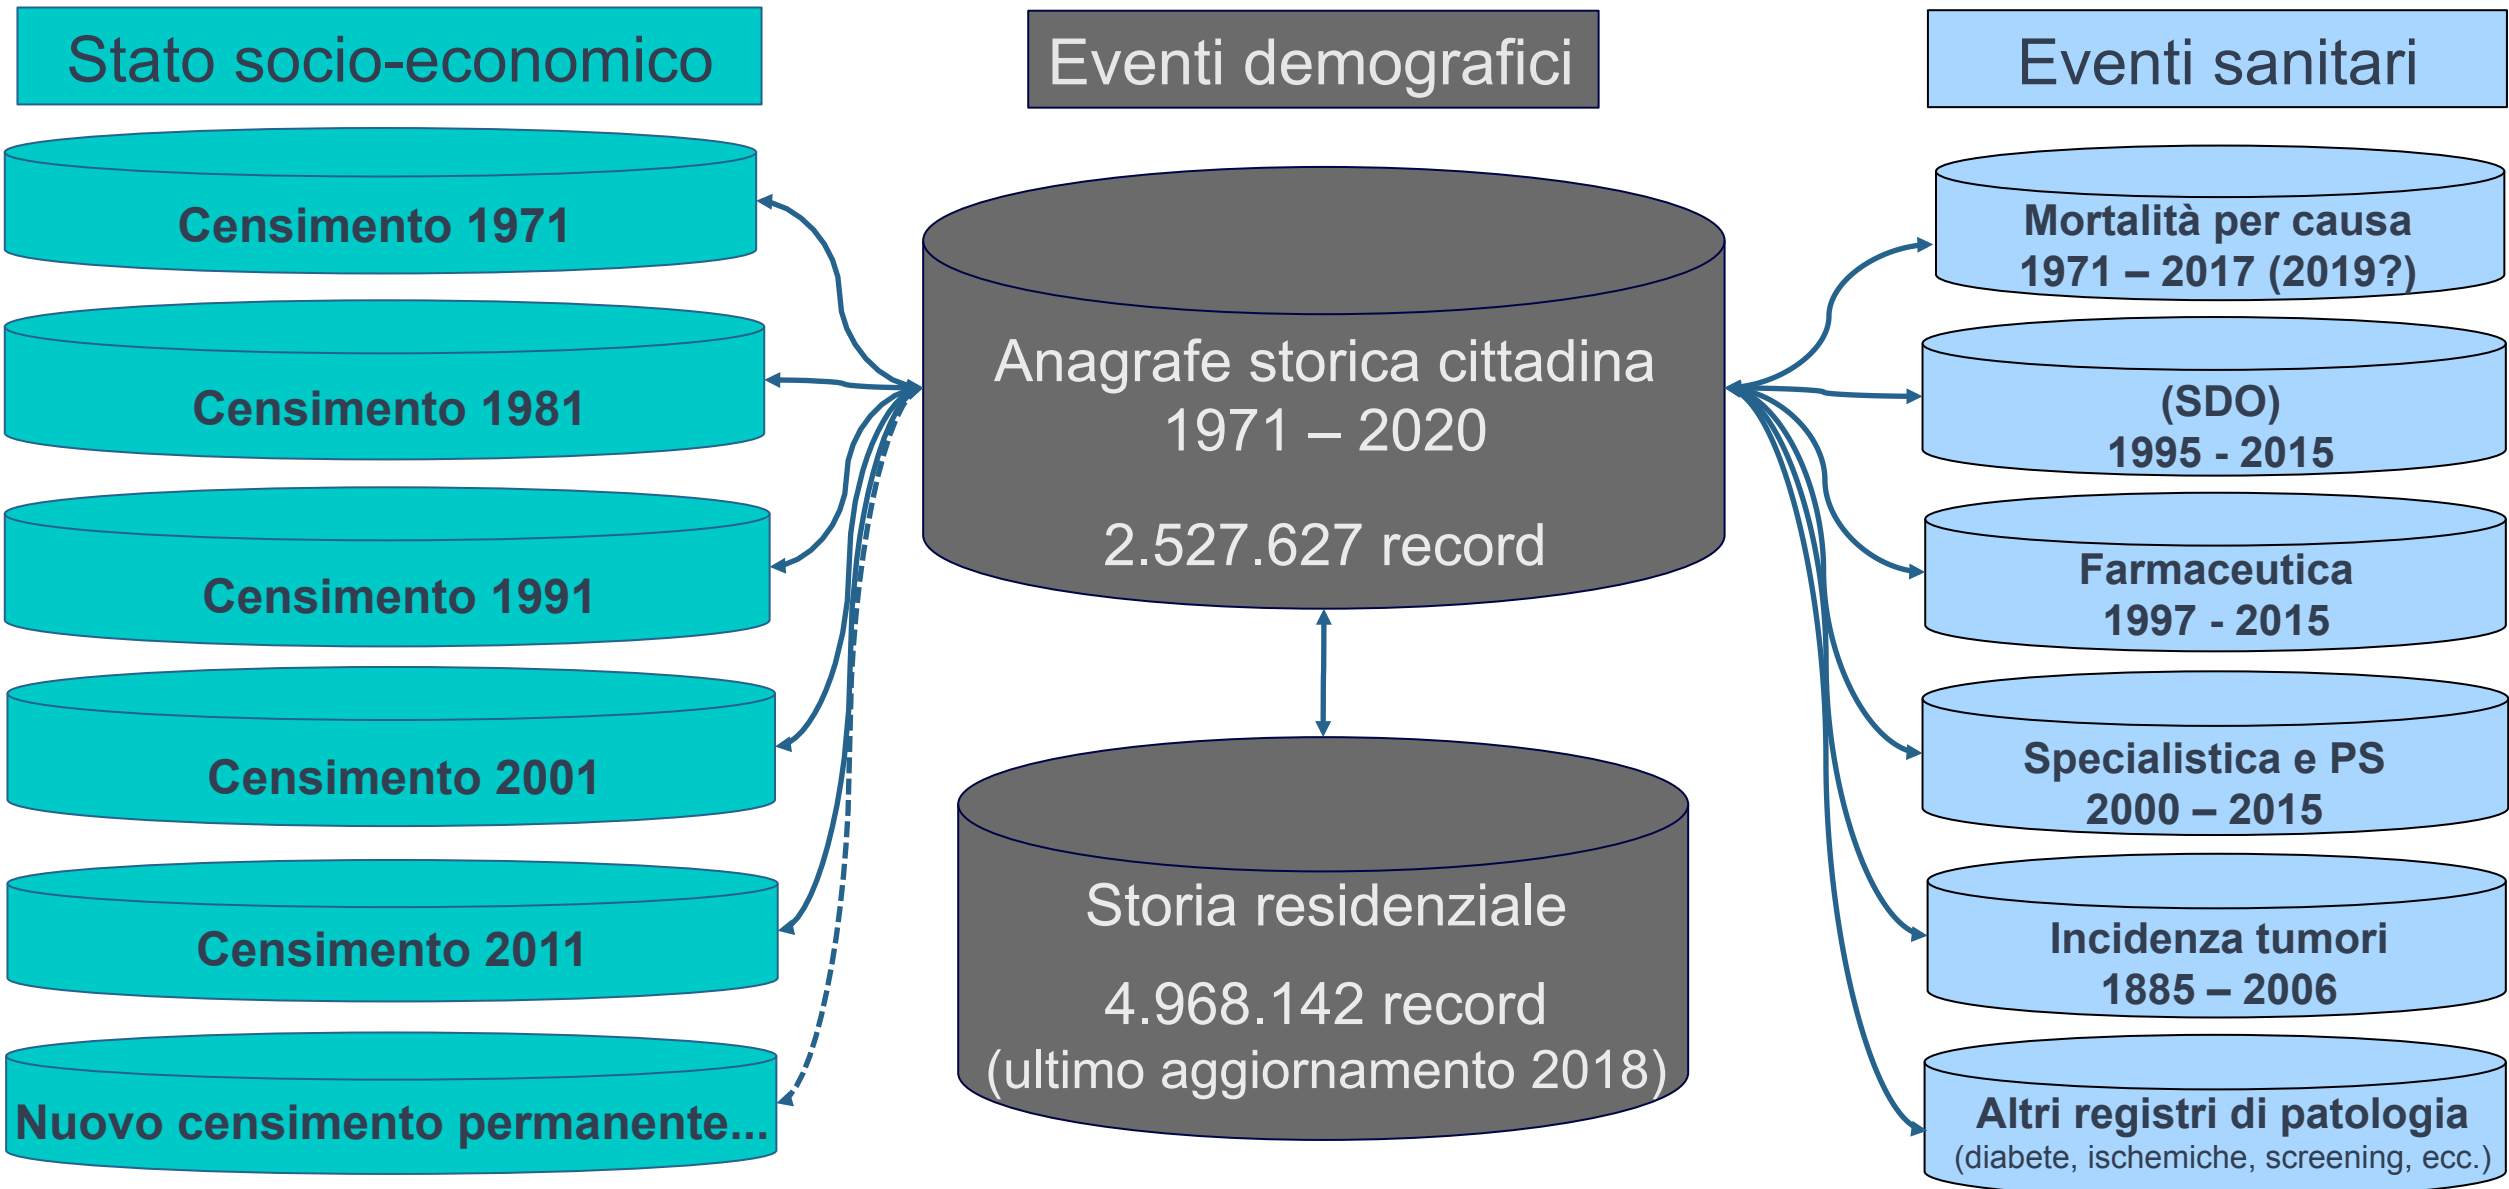 Stato socio-economico
Censimento 1971
Censimento 1981
Censimento 1991
Censimento 2001
Censimento 2011
Nuovo censimento permanente...
Eventi demografici
Anagrafe storica cittadina
1971 – 2020
2.527.627 record
Storia residenziale
4.968.142 record
(ultimo aggiornamento 2018)
Eventi sanitari
Mortalità per causa
1971 – 2017 (2019?)
(SDO)
1995 - 2015
Farmaceutica
1997 - 2015
Specialistica e PS
2000 – 2015
Incidenza tumori
1885 – 2006
Altri registri di patologia
(diabete, ischemiche, screening, ecc.)